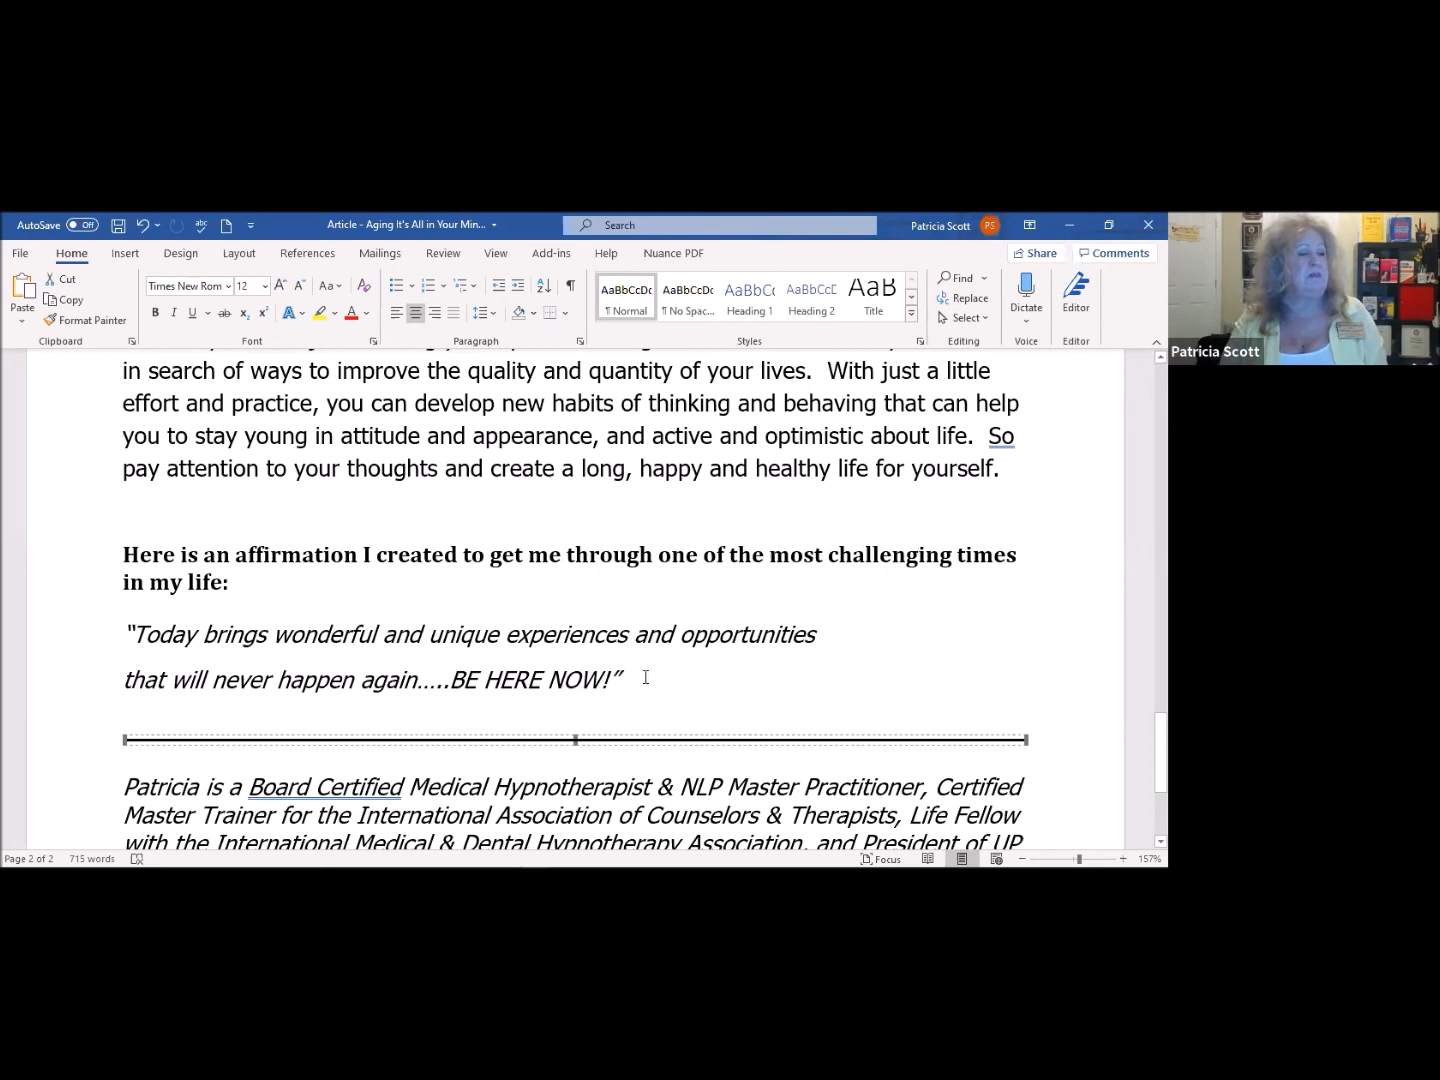 AutoSave Off Article - Aging It's All in Your Min... Search Patricia Scott PS
File Home Insert Design Layout References Mailings Review View Add-ins Help Nuance PDF Share Comments
Cut
Copy
Paste
Format Painter
Clipboard
Times New Rom 12
Font
Paragraph
AaBbCcDc AaBbCcDc AaBbCc AaBbCcD AaB
¶ Normal ¶ No Spac... Heading 1 Heading 2 Title
Styles
Find
Replace
Select
Editing
Dictate
Voice
Editor
Editor
Patricia Scott
in search of ways to improve the quality and quantity of your lives. With just a little
effort and practice, you can develop new habits of thinking and behaving that can help
you to stay young in attitude and appearance, and active and optimistic about life. So
pay attention to your thoughts and create a long, happy and healthy life for yourself.
Here is an affirmation I created to get me through one of the most challenging times
in my life:
“Today brings wonderful and unique experiences and opportunities
that will never happen again…..BE HERE NOW!”
Patricia is a Board Certified Medical Hypnotherapist & NLP Master Practitioner, Certified
Master Trainer for the International Association of Counselors & Therapists, Life Fellow
with the International Medical & Dental Hypnotherapy Association, and President of UP
Page 2 of 2 715 words Focus 157%